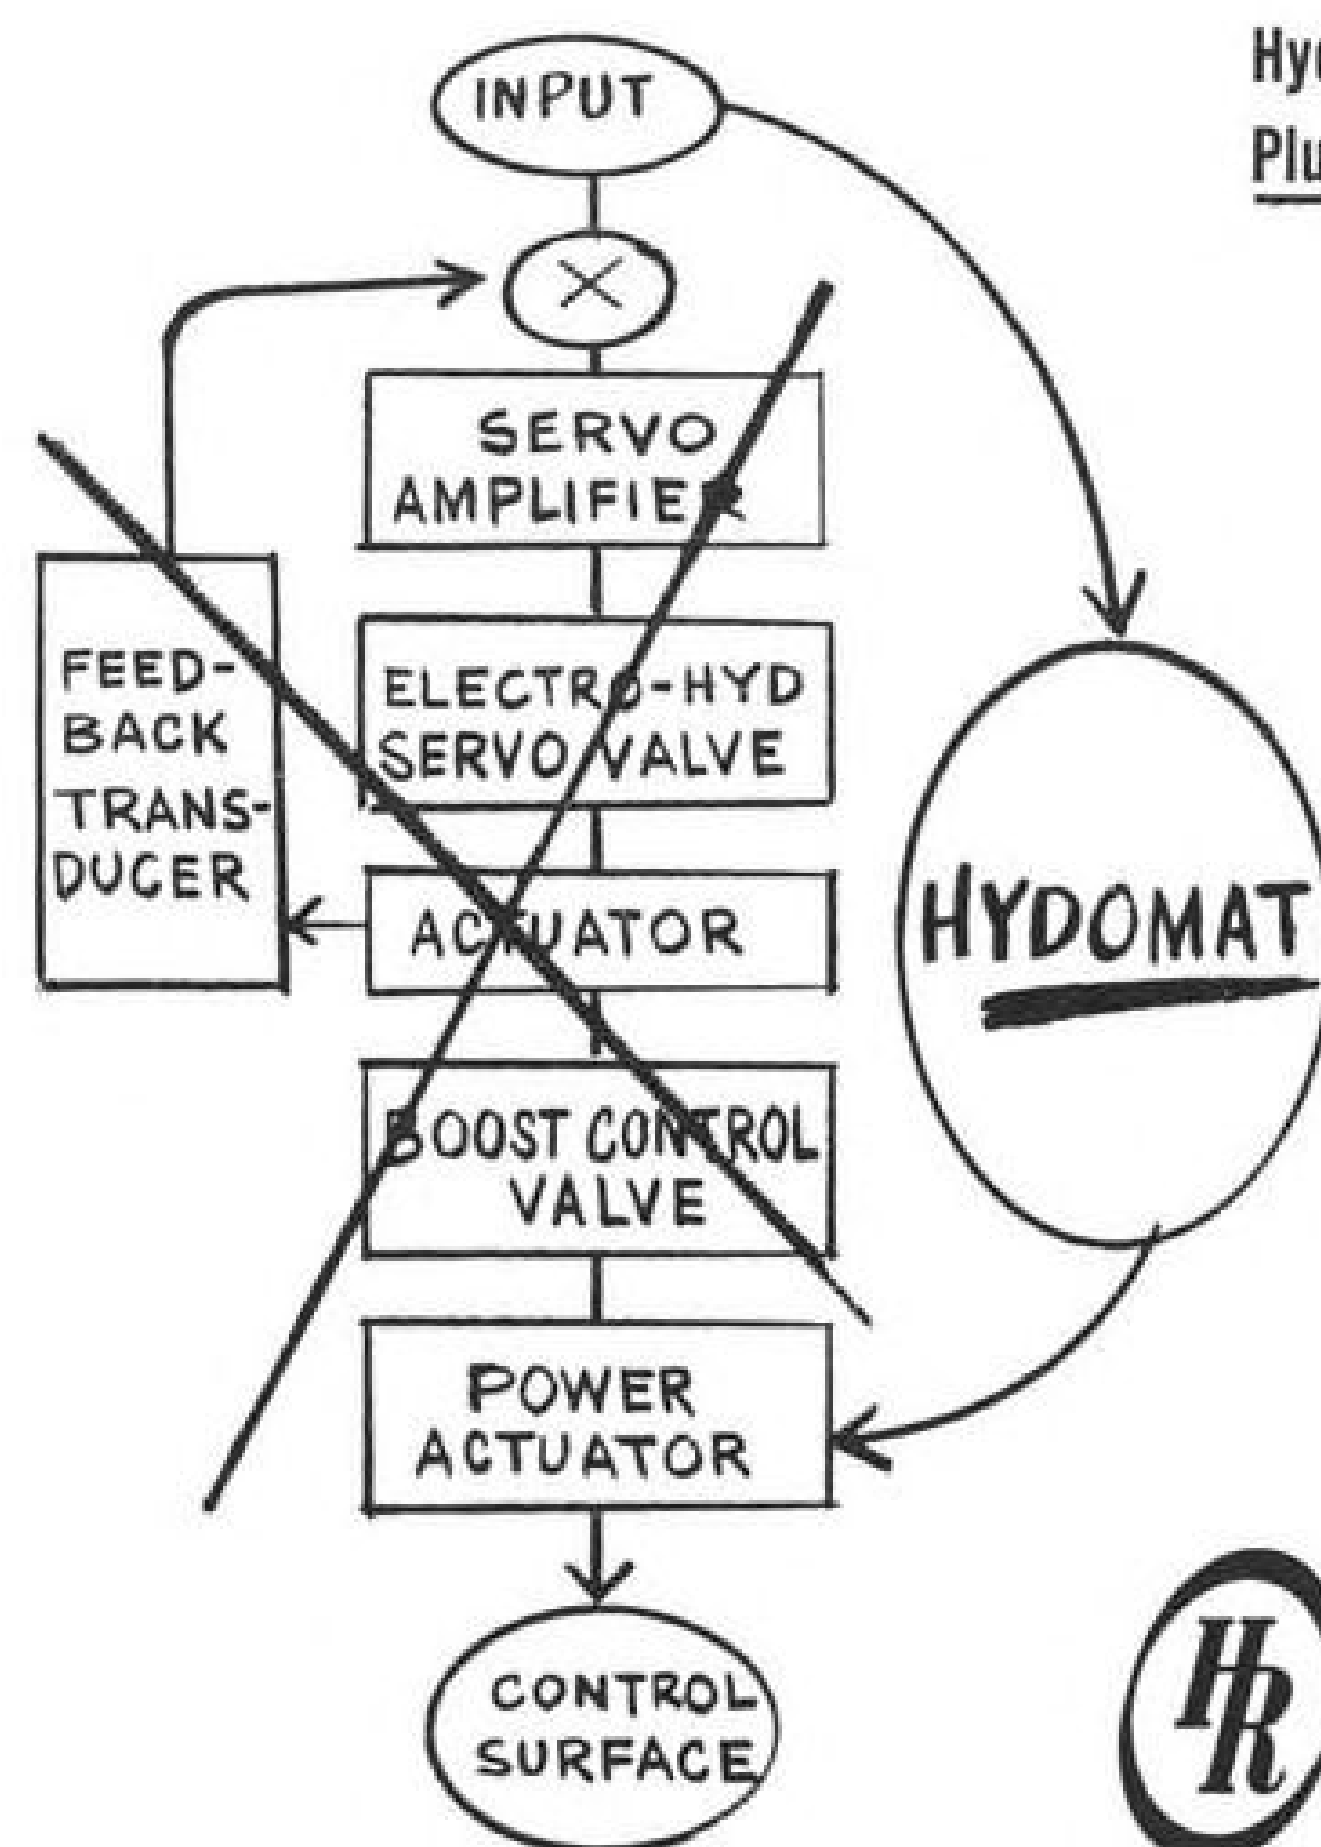 INPUT
SERVO
AMPLIFIER
FEED-
BACK
TRANS-
DUCER
ELECTRO-HYD
SERVO VALVE
ACTUATOR
HYDOMAT
BOOST CONTROL
VALVE
POWER
ACTUATOR
CONTROL
SURFACE
HR